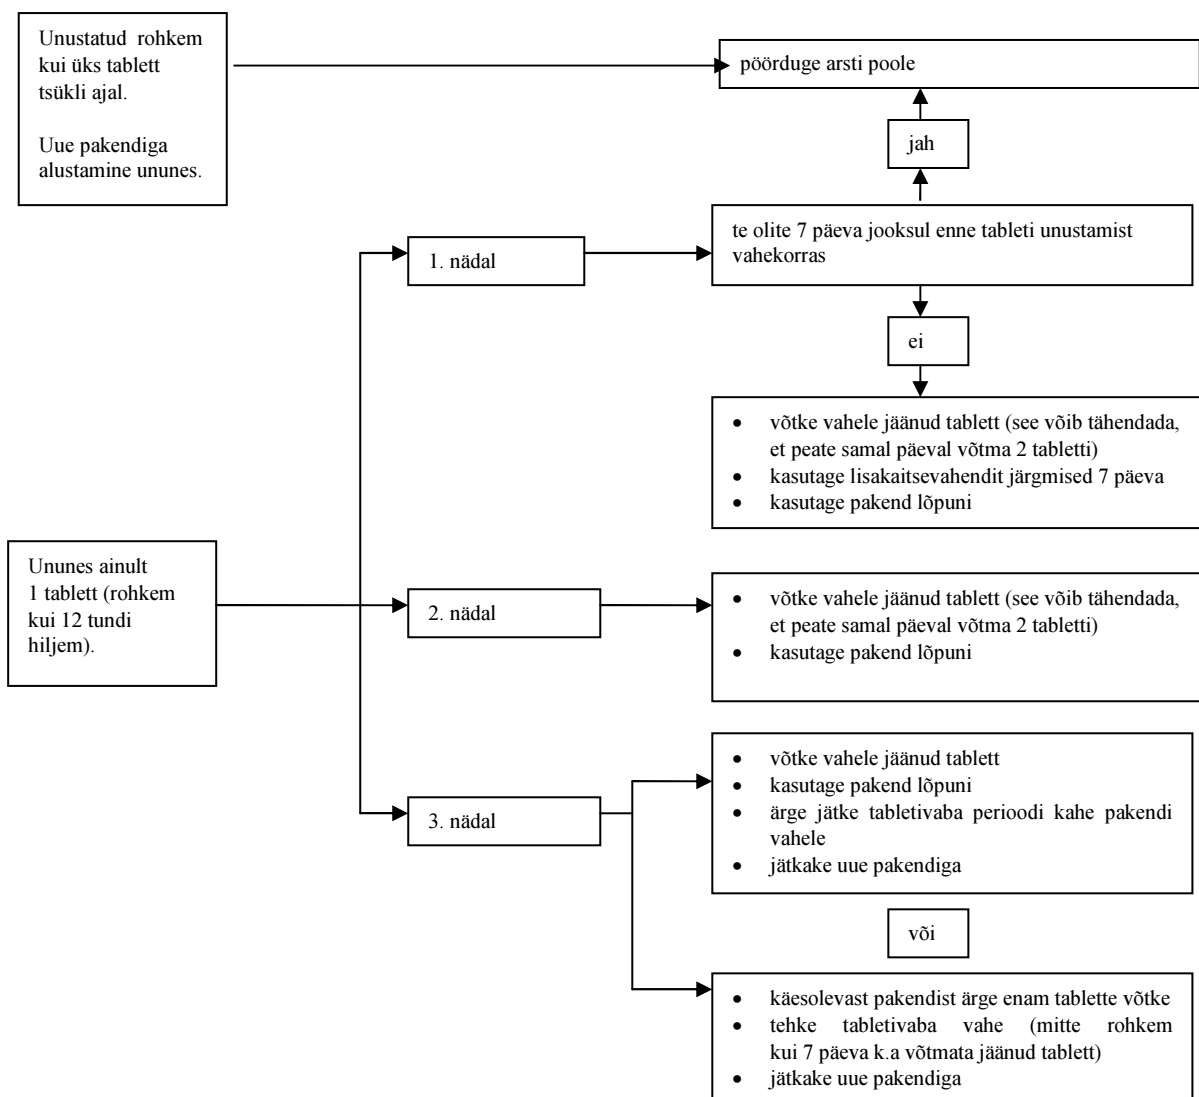 Unustatud rohkem
kui üks tablett
tsükli ajal.
Uue pakendiga
alustamine ununes.
pöörduge arsti poole
jah
te olite 7 päeva jooksul enne tableti unustamist
vahekorras
1. nädal
ei
• võtke vahele jäänud tablett (see võib tähendada,
et peate samal päeval võtma 2 tabletti)
• kasutage lisakaitsevahendit järgmised 7 päeva
• kasutage pakend lõpuni
Ununes ainult
1 tablett (rohkem
kui 12 tundi
hiljem).
2. nädal
• võtke vahele jäänud tablett (see võib tähendada,
et peate samal päeval võtma 2 tabletti)
• kasutage pakend lõpuni
3. nädal
• võtke vahele jäänud tablett
• kasutage pakend lõpuni
• ärge jätke tabletivaba perioodi kahe pakendi
vahele
• jätkake uue pakendiga
või
• käesolevast pakendist ärge enam tablette võtke
• tehke tabletivaba vahe (mitte rohkem
kui 7 päeva k.a võtmata jäänud tablett)
• jätkake uue pakendiga